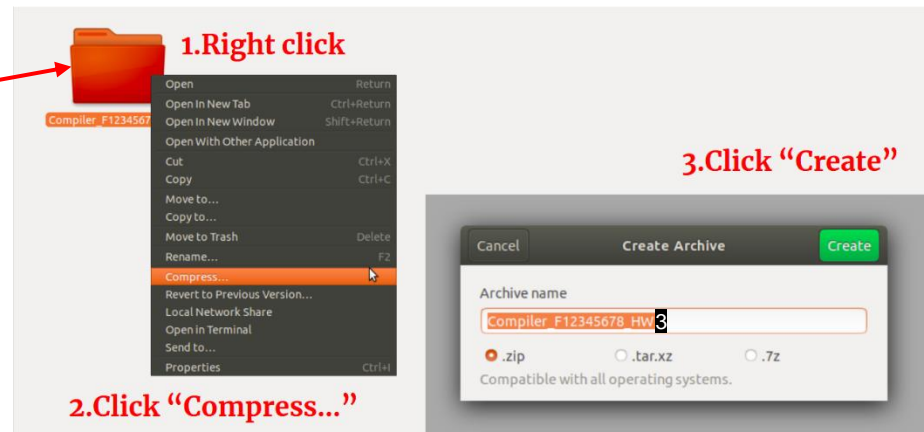 1.Right click
Compiler_F1234567
Open Return
Open In New Tab Ctrl+Return
Open In New Window Shift+Return
Open With Other Application
Cut Ctrl+X
Copy Ctrl+C
Move to…
Copy to…
Move to Trash Delete
Rename… F2
Compress…
Revert to Previous Version…
Local Network Share
Open in Terminal
Send to…
Properties Ctrl+I
2.Click “Compress...”
3.Click “Create”
Cancel Create Archive Create
Archive name
Compiler_F12345678_HW 3
.zip .tar.xz .7z
Compatible with all operating systems.